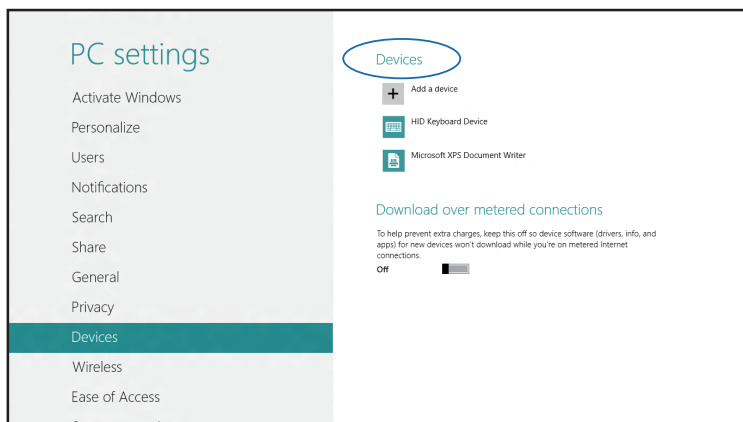 PC settings
Activate Windows
Personalize
Users
Notifications
Search
Share
General
Privacy
Devices
Wireless
Ease of Access
Devices
Add a device
HID Keyboard Device
Microsoft XPS Document Writer
Download over metered connections
To help prevent extra charges, keep this off so device software (drivers, info, and
apps) for new devices won't download while you're on metered Internet
connections.
Off